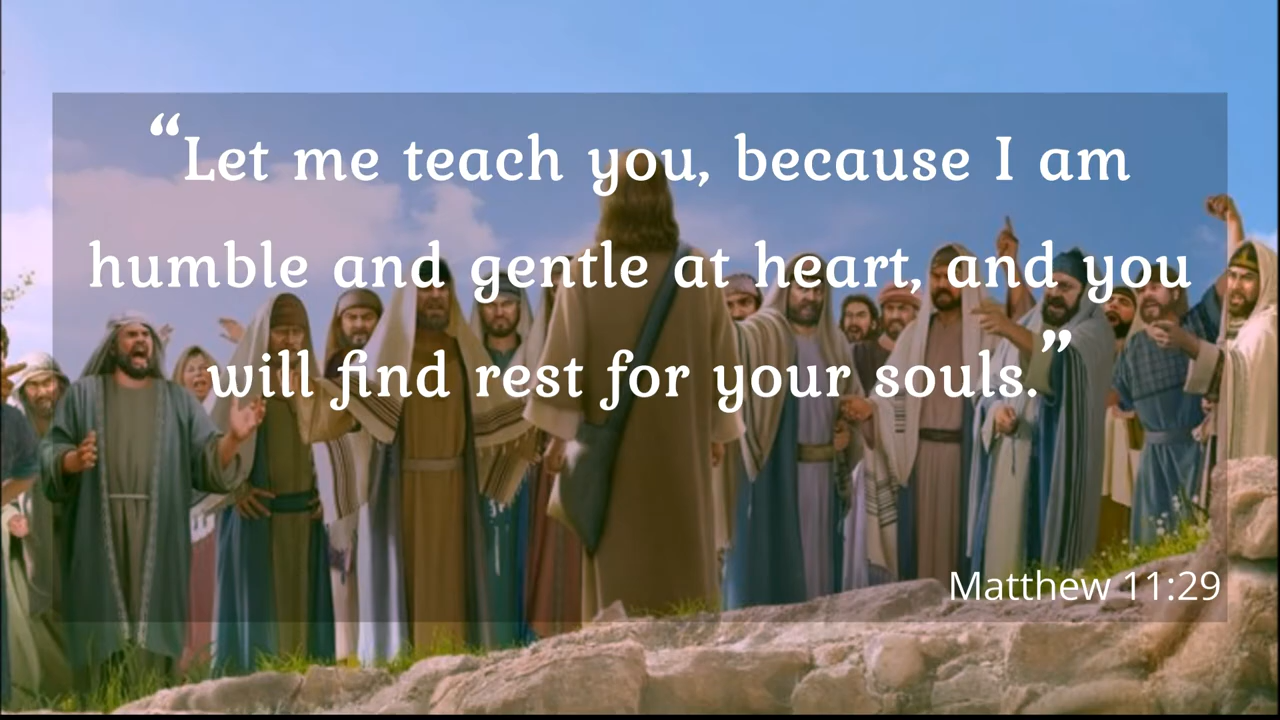 “Let me teach you, because I am
humble and gentle at heart, and you
will find rest for your souls.”
Matthew 11:29